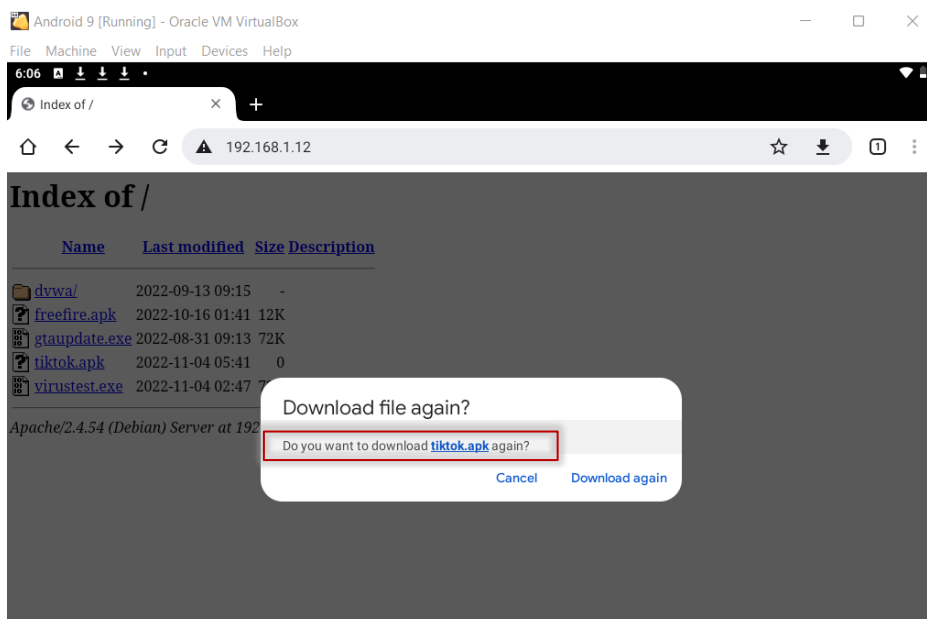 Android 9 [Running] - Oracle VM VirtualBox
File Machine View Input Devices Help
6:06
Index of /
192.168.1.12
1
Index of /
Name Last modified Size Description
dvwa/ 2022-09-13 09:15 -
freefire.apk 2022-10-16 01:41 12K
gtaupdate.exe 2022-08-31 09:13 72K
tiktok.apk 2022-11-04 05:41 0
virustest.exe 2022-11-04 02:47
Apache/2.4.54 (Debian) Server at 192
Download file again?
Do you want to download tiktok.apk again?
Cancel Download again